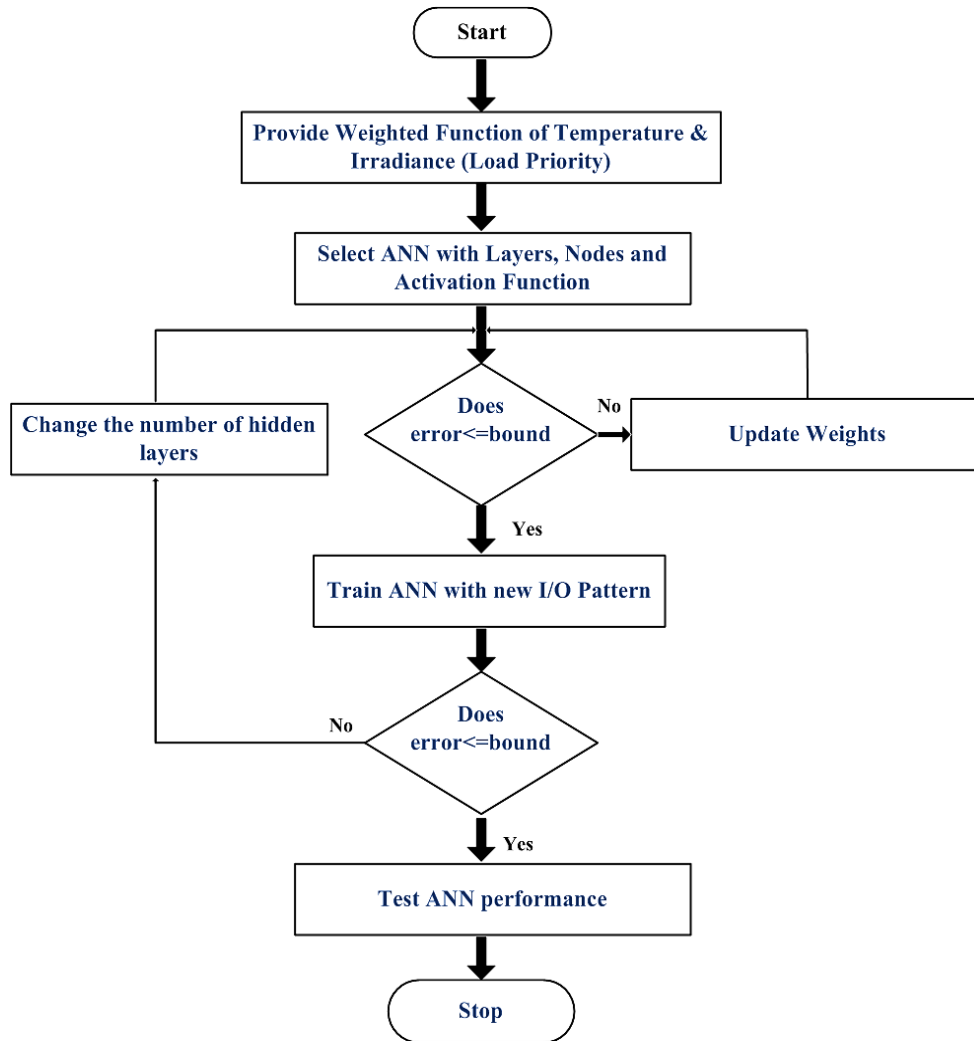 Start
Provide Weighted Function of Temperature &
Irradiance (Load Priority)
Select ANN with Layers, Nodes and
Activation Function
Change the number of hidden
layers
Does
error<=bound
No
Update Weights
Yes
Train ANN with new I/O Pattern
No
Does
error<=bound
Yes
Test ANN performance
Stop